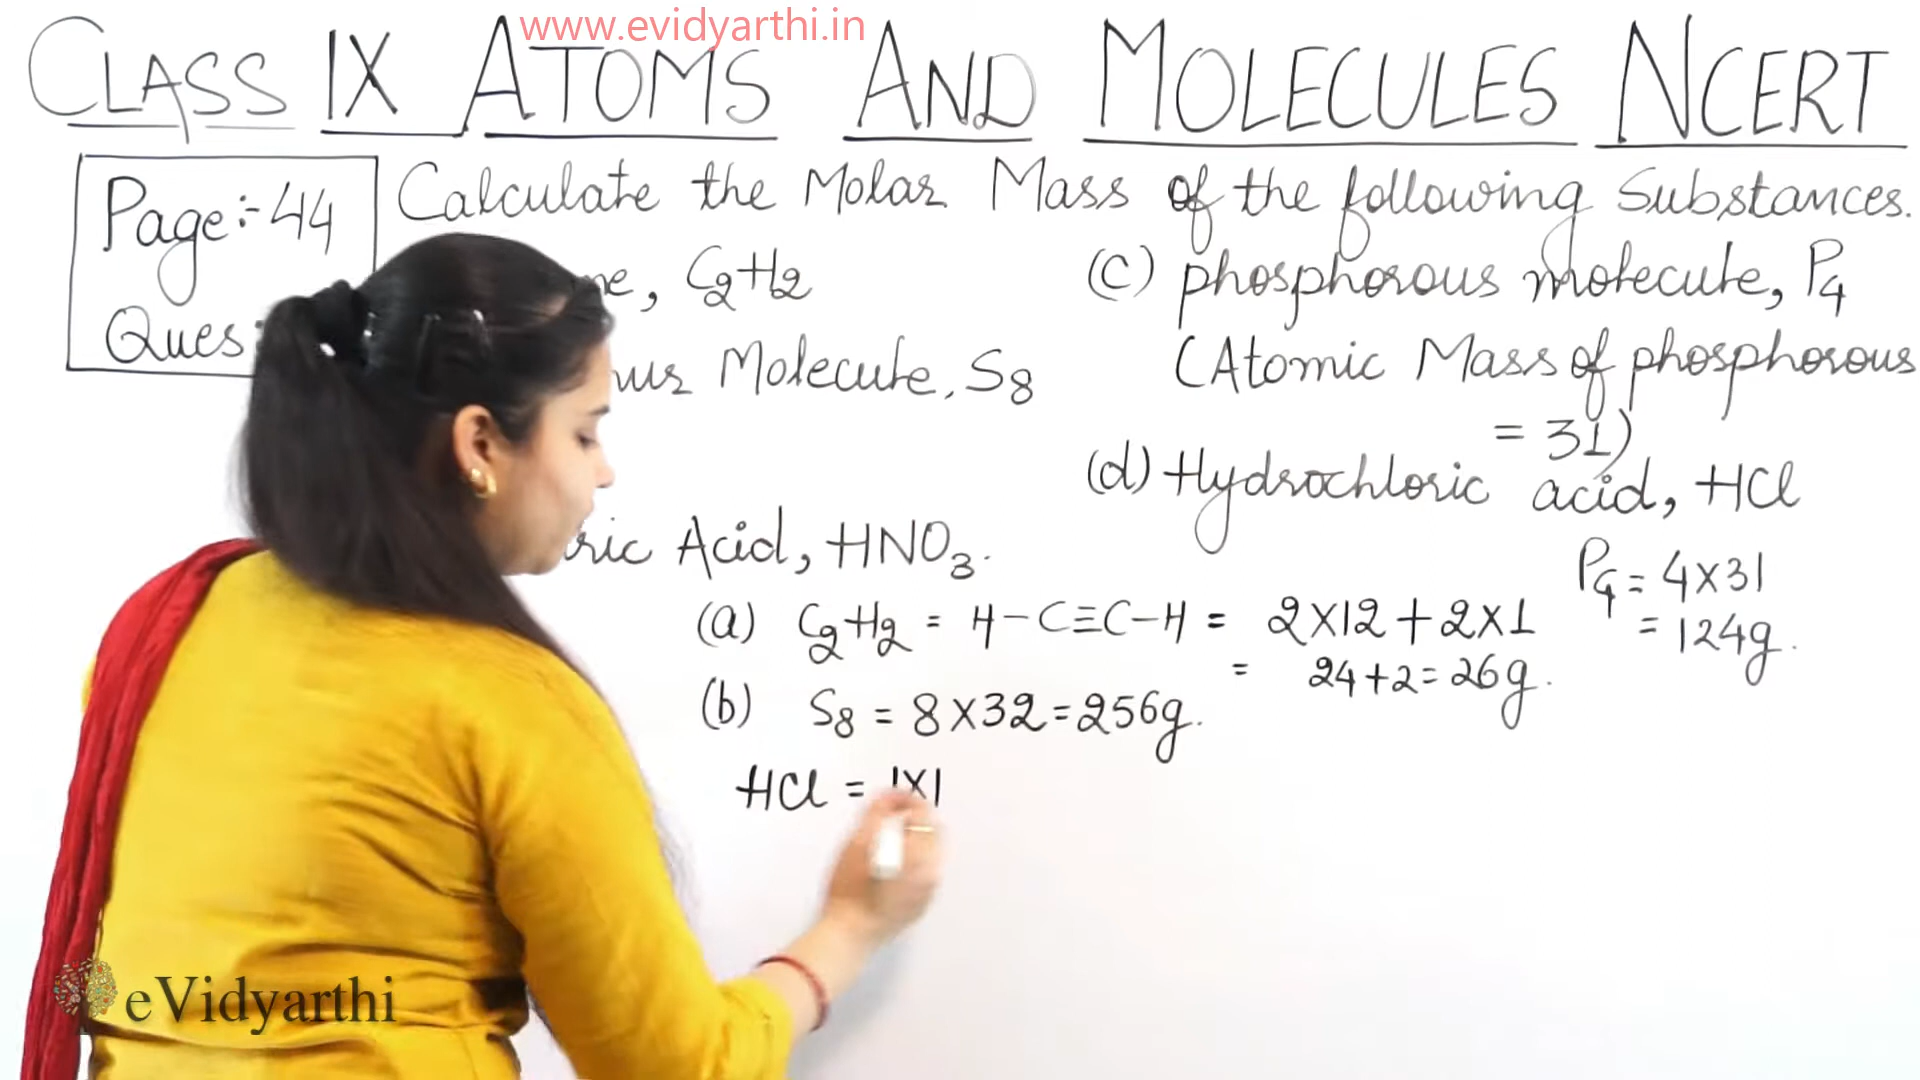 www.evidyarthi.in
CLASS IX ATOMS AND MOLECULES NCERT
Page:-44
Ques:
Calculate the Molar Mass of the following Substances.
, C2H2
Molecule, S8
Acid, HNO3.
(c) phosphorous molecule, P4
(Atomic Mass of phosphorous
= 31)
(d) Hydrochloric acid, HCl
P4 = 4X31
= 124g.
(a) C2H2 = H-C≡C-H = 2X12+2X1
= 24+2=26g.
(b) S8 = 8X32=256g.
HCl = 1X1
eVidyarthi